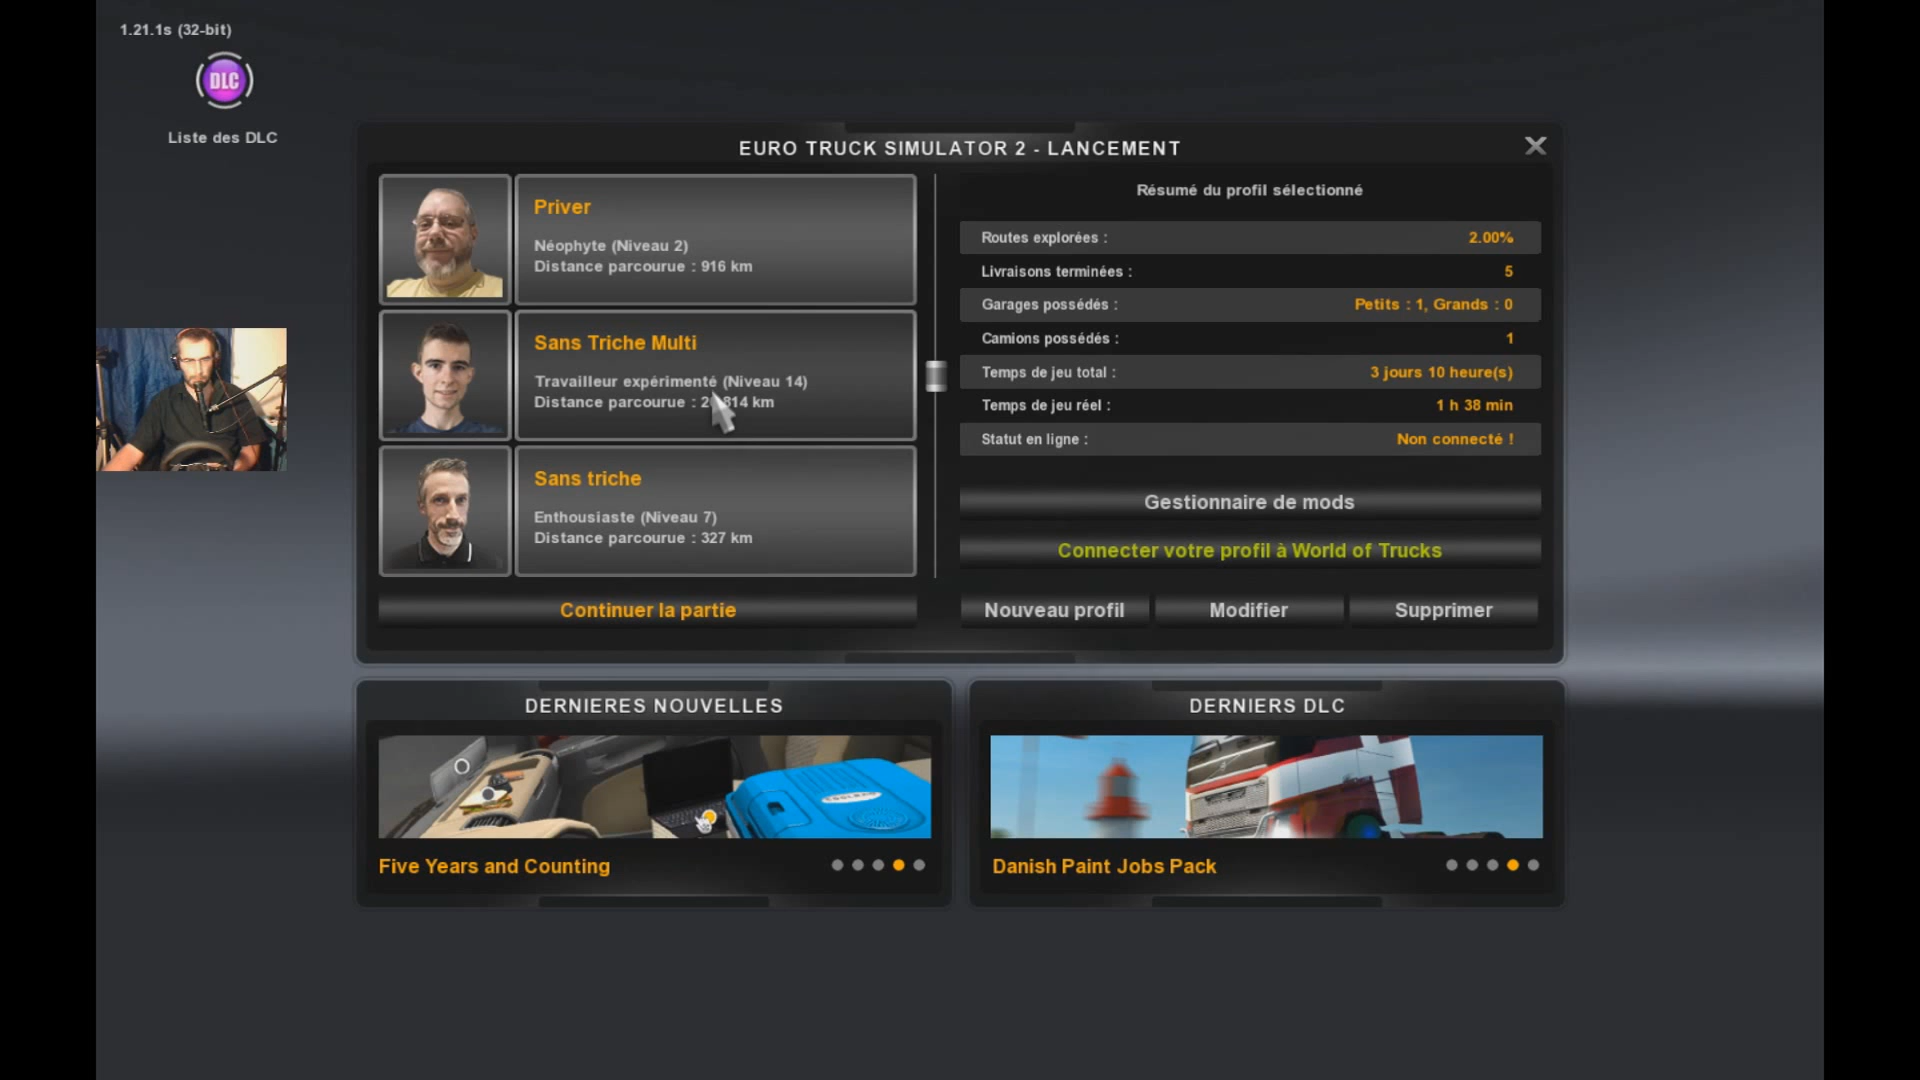 1.21.1s (32-bit)
DLC
Liste des DLC
EURO TRUCK SIMULATOR 2 - LANCEMENT
Priver
Néophyte (Niveau 2)
Distance parcourue : 916 km
Sans Triche Multi
Travailleur expérimenté (Niveau 14)
Distance parcourue : km
Sans triche
Enthousiaste (Niveau 7)
Distance parcourue : 327 km
Continuer la partie
Résumé du profil sélectionné
Routes explorées : 2.00%
Livraisons terminées : 5
Garages possédés : Petits : 1, Grands : 0
Camions possédés : 1
Temps de jeu total : 3 jours 10 heure(s)
Temps de jeu réel : 1 h 38 min
Statut en ligne : Non connecté !
Gestionnaire de mods
Connecter votre profil à World of Trucks
Nouveau profil Modifier Supprimer
DERNIERES NOUVELLES
Five Years and Counting
DERNIERS DLC
Danish Paint Jobs Pack